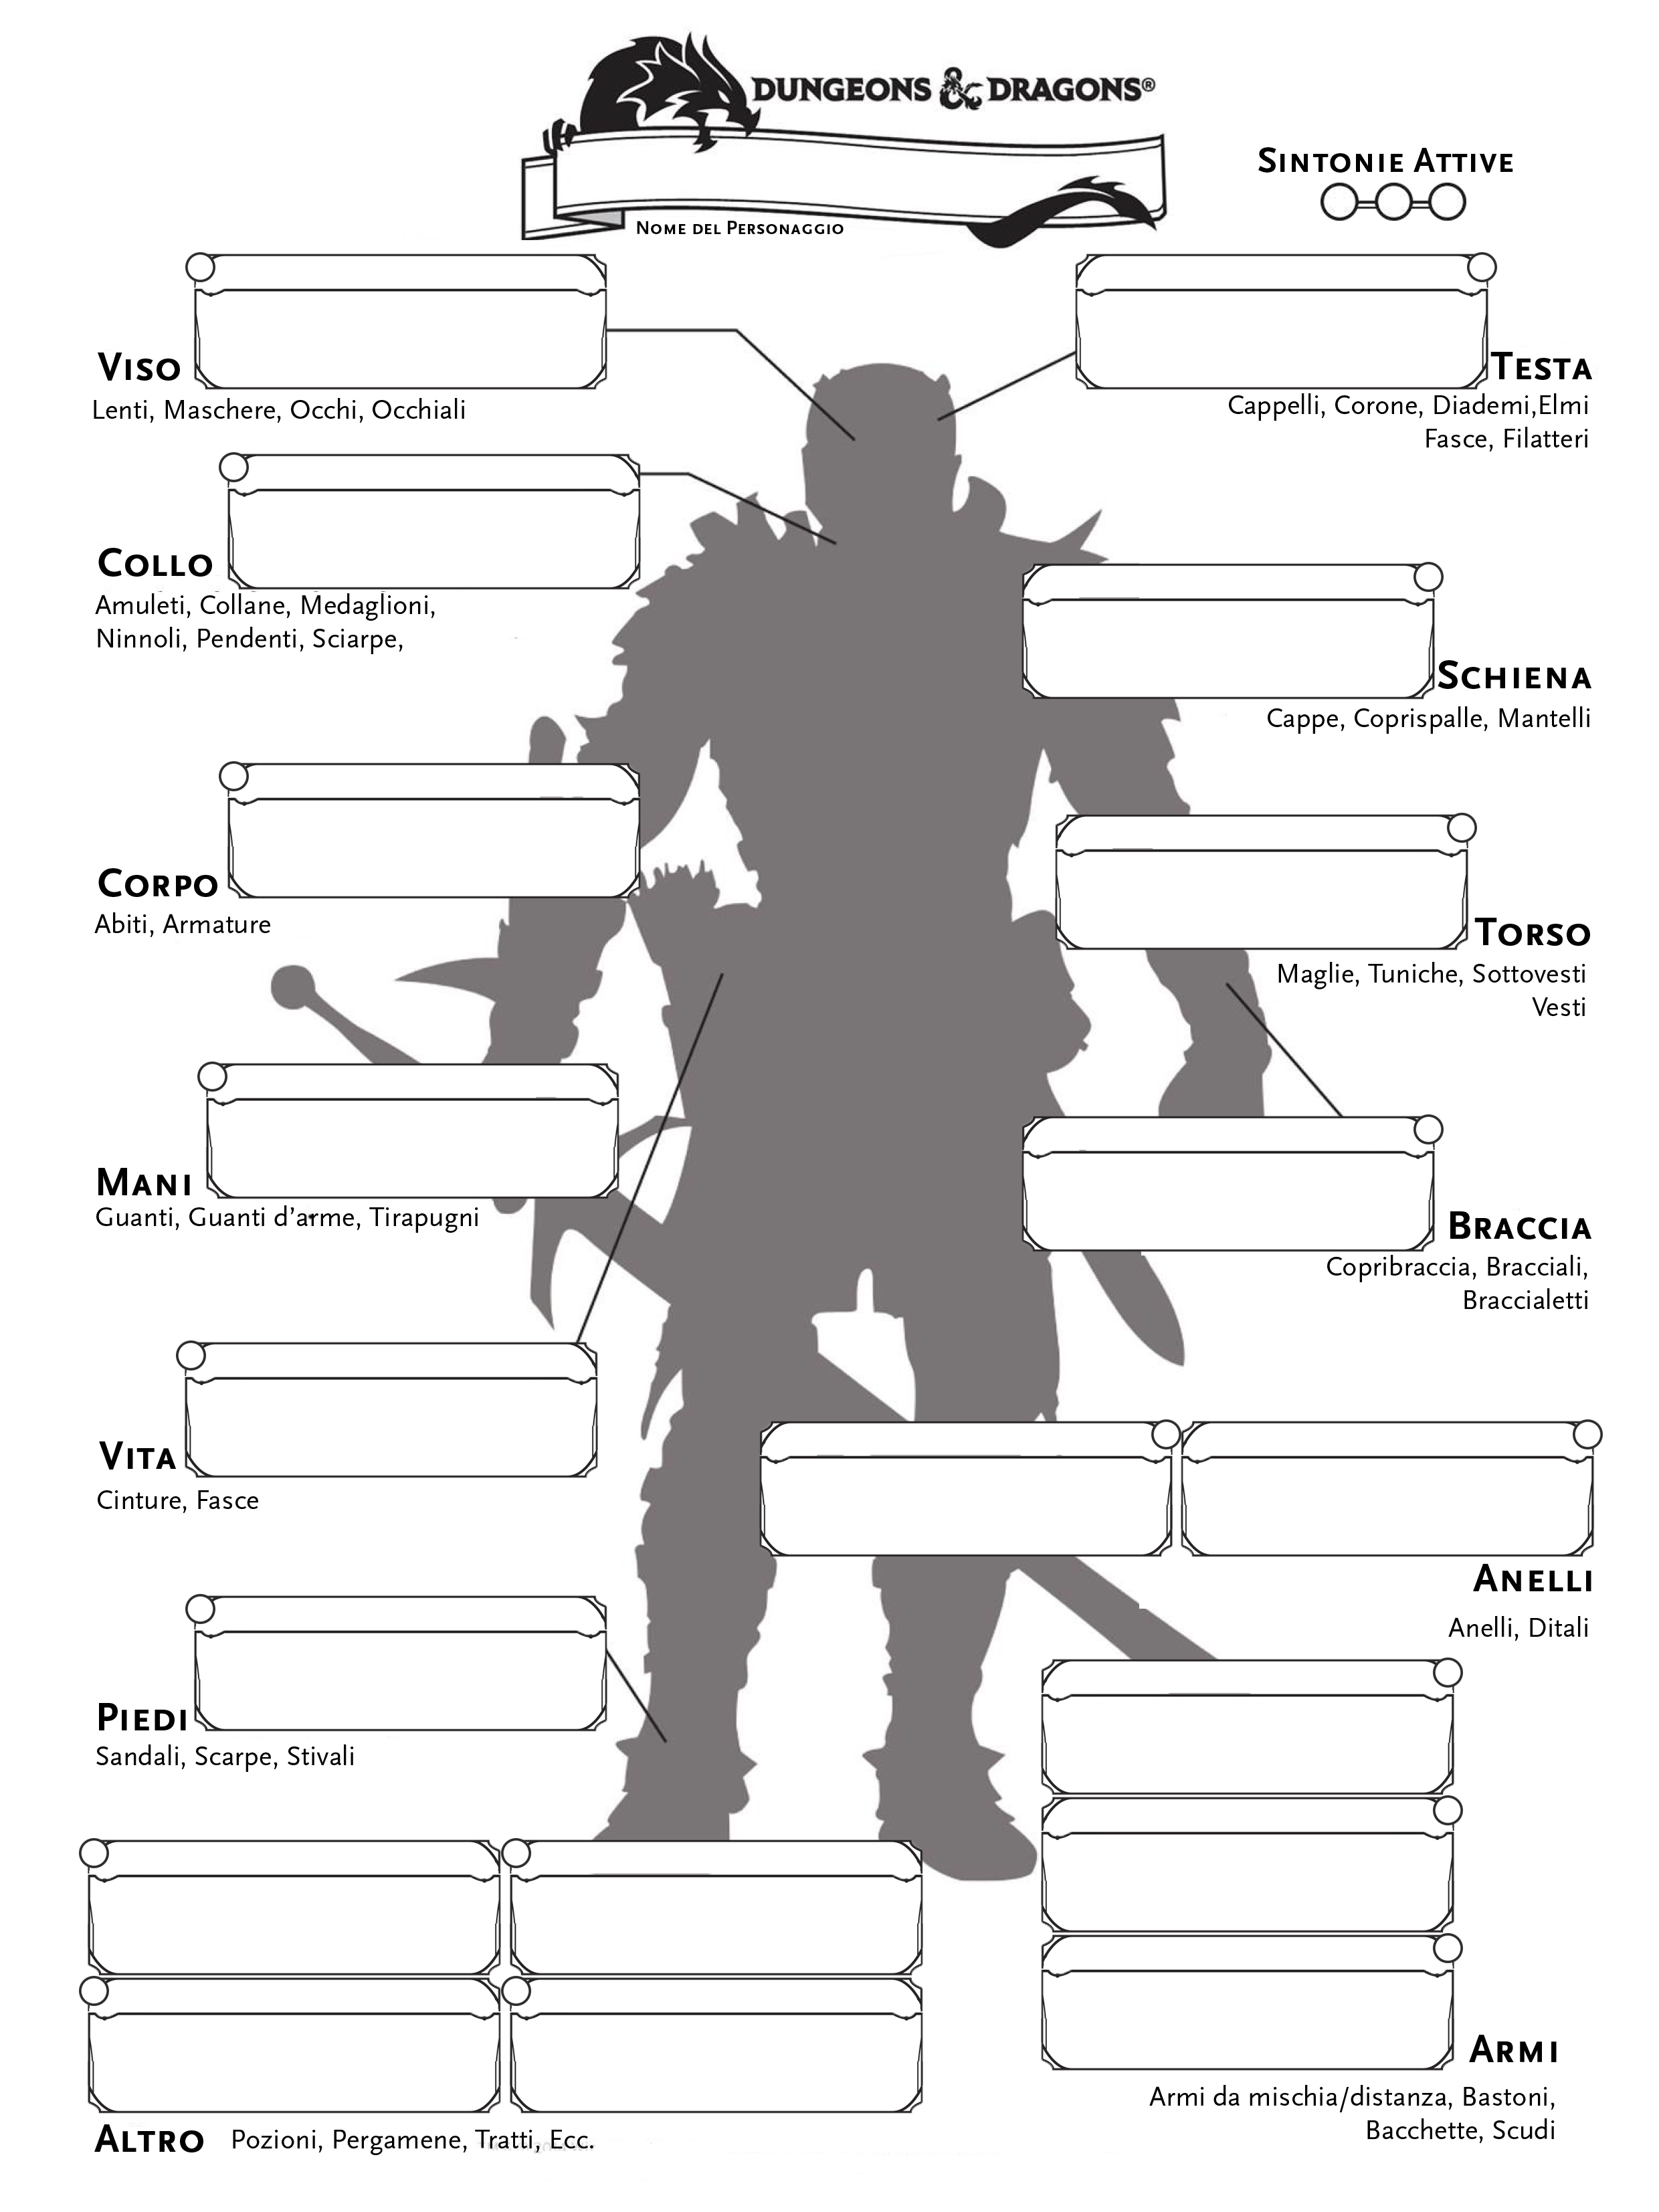 DUNGEONS & DRAGONS®
SINTONIE ATTIVE
NOME DEL PERSONAGGIO
VISO
Lenti, Maschere, Occhi, Occhiali
TESTA
Cappelli, Corone, Diademi,Elmi
Fasce, Filatteri
COLLO
Amuleti, Collane, Medaglioni,
Ninnoli, Pendenti, Sciarpe,
SCHIENA
Cappe, Coprispalle, Mantelli
CORPO
Abiti, Armature
TORSO
Maglie, Tuniche, Sottovesti
Vesti
MANI
Guanti, Guanti d'arme, Tirapugni
BRACCIA
Copribraccia, Bracciali,
Braccialetti
VITA
Cinture, Fasce
ANELLI
Anelli, Ditali
PIEDI
Sandali, Scarpe, Stivali
ARMI
Armi da mischia/distanza, Bastoni,
Bacchette, Scudi
ALTRO Pozioni, Pergamene, Tratti, Ecc.